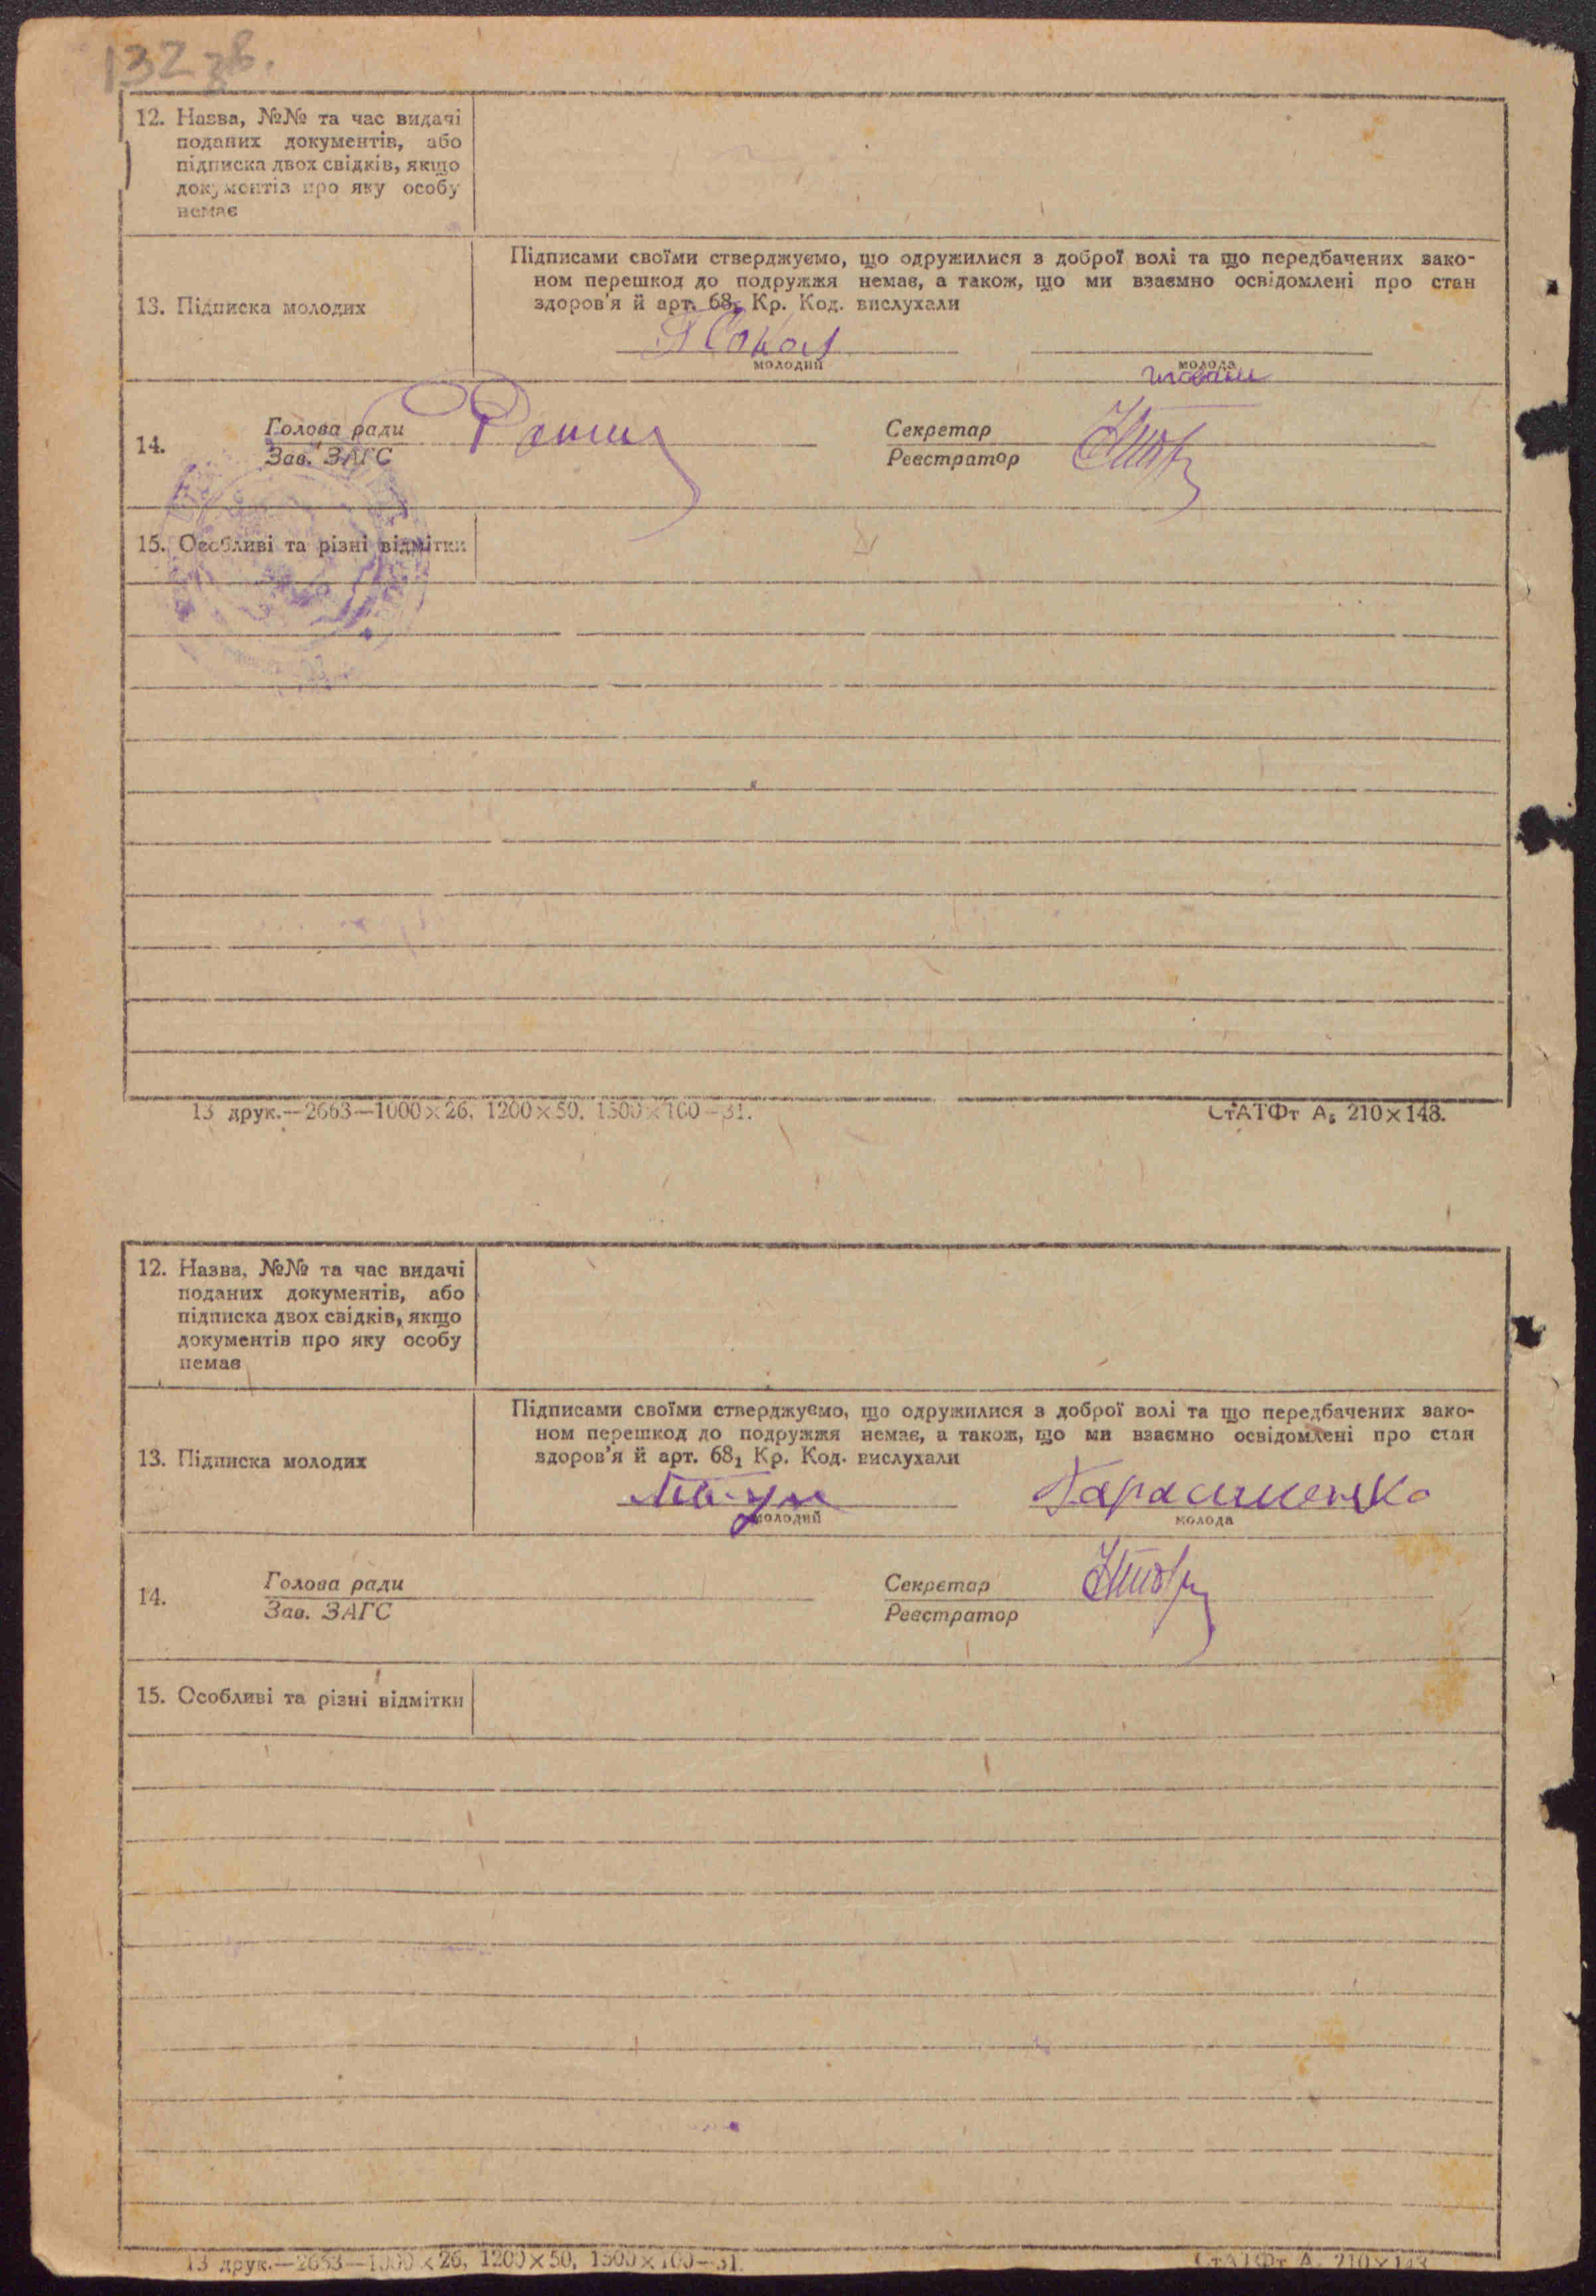 132 зв.
12. Назва, №№ та час видачі
поданих документів, або
підписка двох свідків, якщо
документів про яку особу
немає
13. Підписка молодих
Підписами своїми стверджуємо, що одружилися з доброї волі та що передбачених зако-
ном перешкод до подружжя немає, а також, що ми взаємно освідомлені про стан
здоров'я й арт. 68₁ Кр. Код. вислухали
Сокол
молодий
молода
14.
Голова ради
Зав. ЗАГС
Секретар
Реєстратор
15. Особливі та різні відмітки
13 друк.—2663—1000×26, 1200×50, 1500×100—31.
СтАТФт А₅ 210×148.
12. Назва, №№ та час видачі
поданих документів, або
підписка двох свідків, якщо
документів про яку особу
немає
13. Підписка молодих
Підписами своїми стверджуємо, що одружилися з доброї волі та що передбачених зако-
ном перешкод до подружжя немає, а також, що ми взаємно освідомлені про стан
здоров'я й арт. 68₁ Кр. Код. вислухали
Гарасименко
молодий
молода
14.
Голова ради
Зав. ЗАГС
Секретар
Реєстратор
15. Особливі та різні відмітки
13 друк.—2663—1000×26, 1200×50, 1500×100—31.
СтАТФт А₅ 210×148